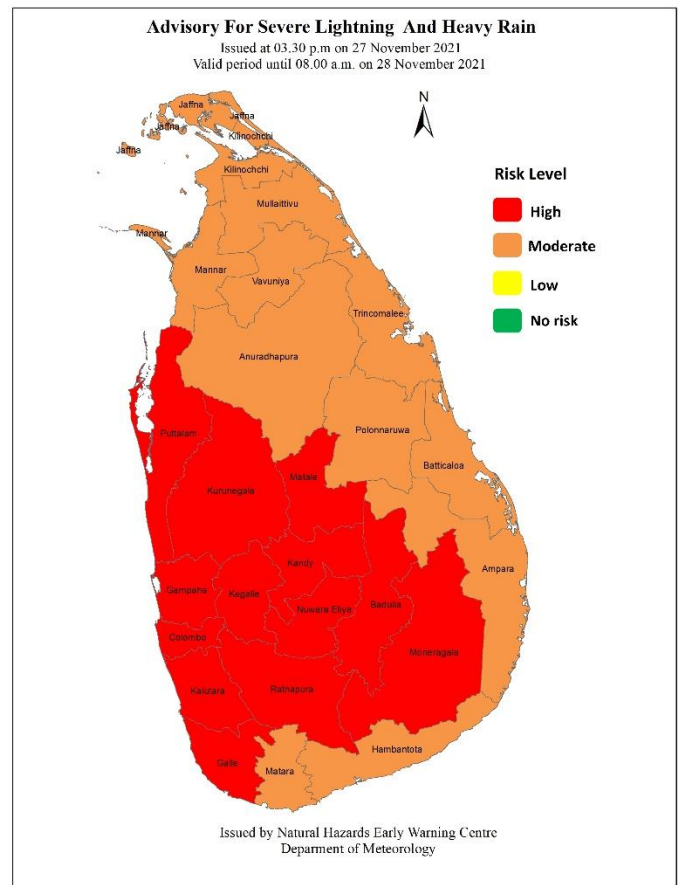 Advisory For Severe Lightning And Heavy Rain
Issued at 03.30 p.m on 27 November 2021
Valid period until 08.00 a.m. on 28 November 2021
N
Jaffna
Jaffna
Jaffna
Kilinochchi
Jaffna
Kilinochchi
Risk Level
High
Moderate
Low
No risk
Mullaittivu
Mannar
Mannar
Vavuniya
Trincomalee
Anuradhapura
Puttalam
Polonnaruwa
Batticaloa
Kurunegala
Matale
Kandy
Ampara
Gampaha
Kegalle
Nuwara Eliya
Badulla
Colombo
Moneragala
Kalutara
Ratnapura
Hambantota
Galle
Matara
Issued by Natural Hazards Early Warning Centre
Deparment of Meteorology